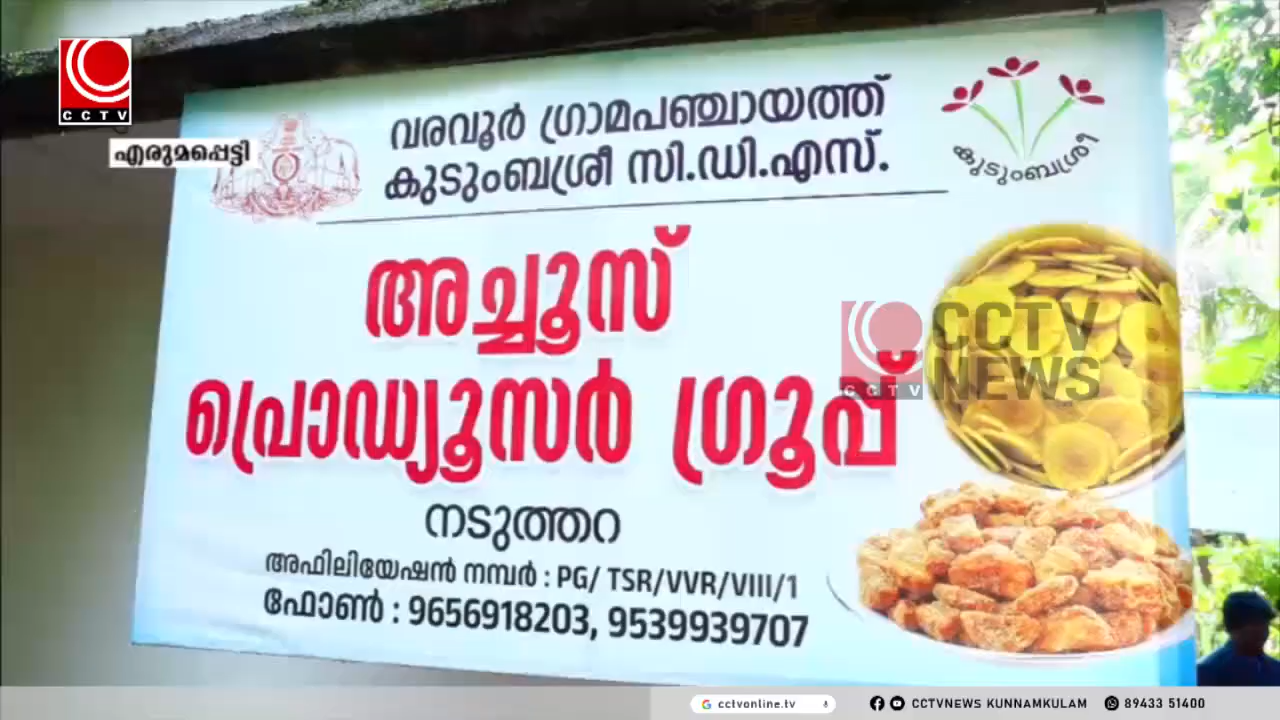 CCTV
എരുമപ്പെട്ടി
വരവൂർ ഗ്രാമപഞ്ചായത്ത്
കുടുംബശ്രീ സി.ഡി.എസ്.
കുടുംബശ്രീ
അച്ചൂസ്
പ്രൊഡ്യൂസർ ഗ്രൂപ്പ്
CCTV
CCTV
NEWS
നടുത്തറ
അഫിലിയേഷൻ നമ്പർ : PG/ TSR/VVR/VIII/1
ഫോൺ : 9656918203, 9539939707
cctvonline.tv
CCTVNEWS KUNNAMKULAM
89433 51400